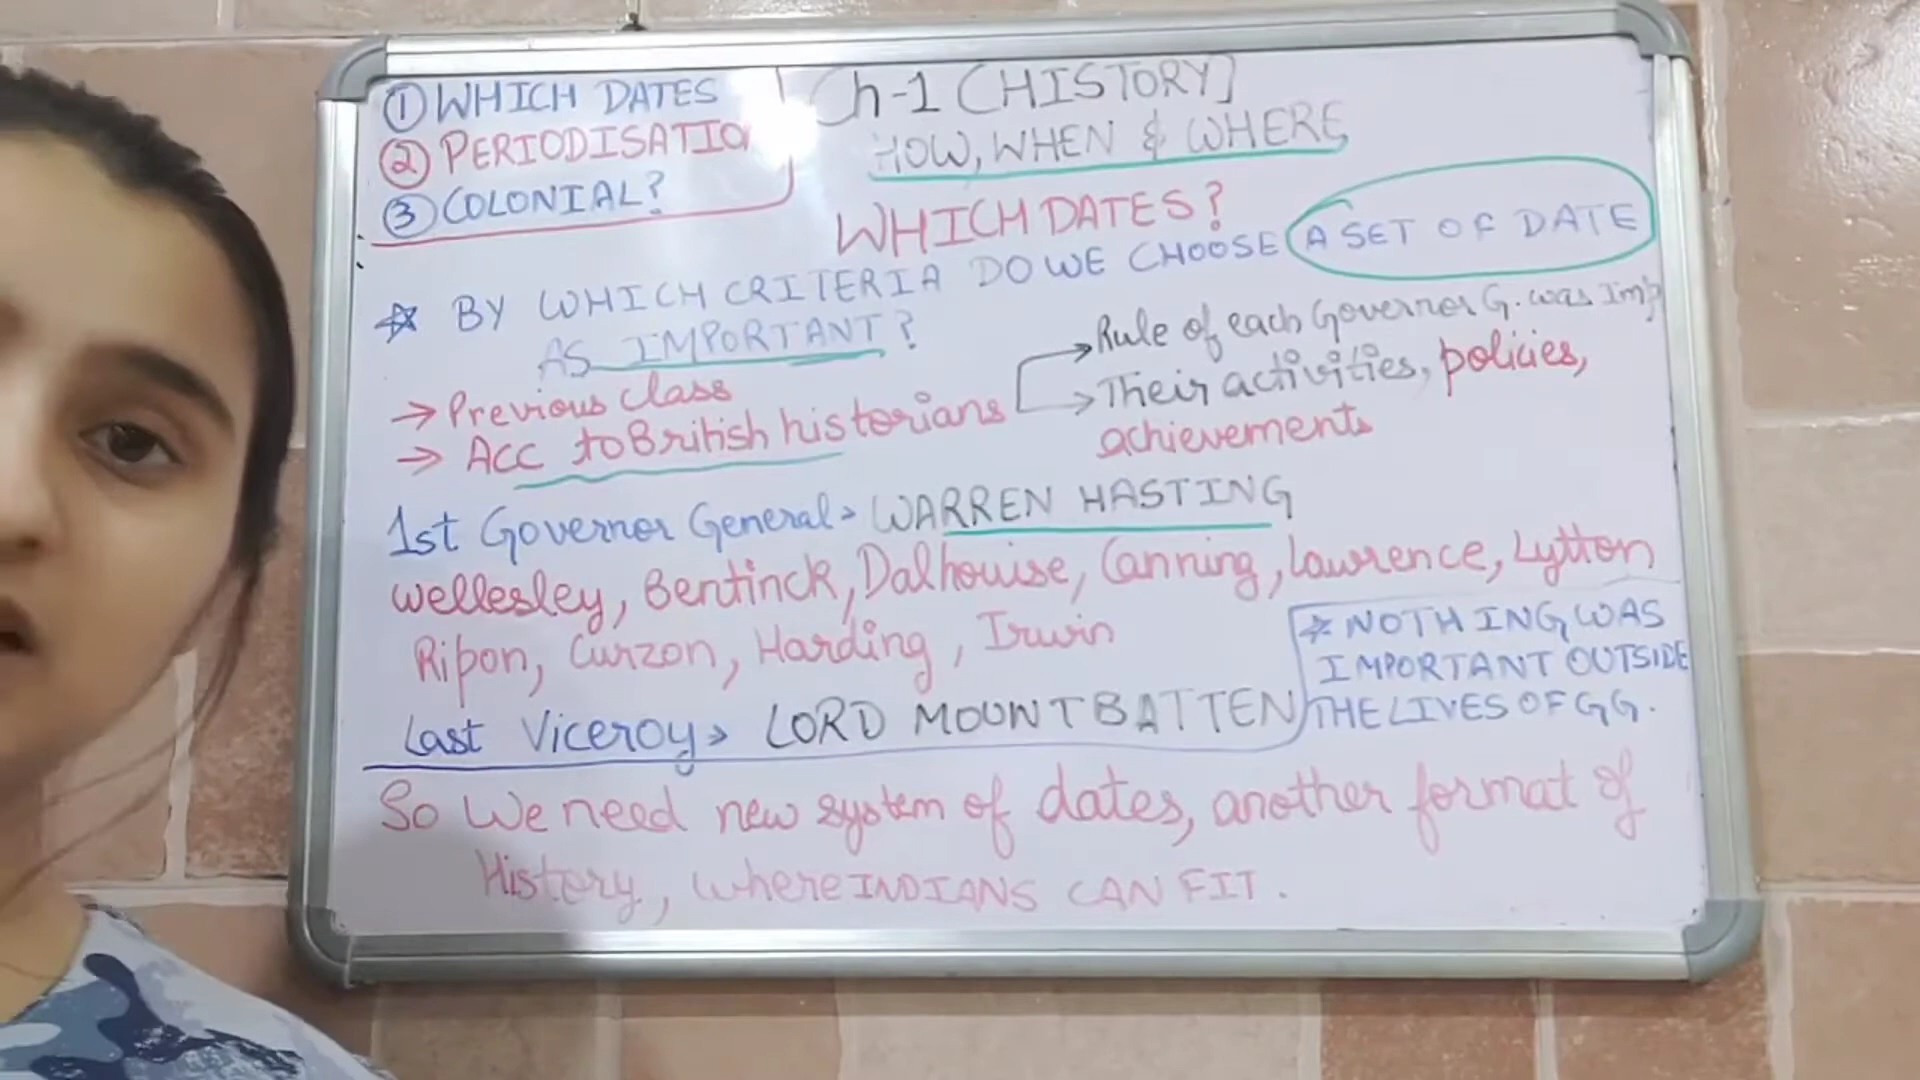 ① WHICH DATES
② PERIODISATIO
③ COLONIAL?
Ch-1 (HISTORY]
HOW, WHEN & WHERE
WHICH DATES?
☆ BY WHICH CRITERIA DO WE CHOOSE A SET OF DATE
AS IMPORTANT?
→ Previous class
→ Acc to British historians
→ Rule of each Governor G. was Imp
→ Their activities, policies,
achievements
1st Governor General > WARREN HASTING
Wellesley, Bentinck, Dalhouise, Canning, Lawrence, Lytton
Ripon, Curzon, Harding, Irwin
Last Viceroy > LORD MOUNTBATTEN
☆ NOTHING WAS
IMPORTANT OUTSIDE
THE LIVES OF GG.
So We need new system of dates, another format of
History, where INDIANS CAN FIT.